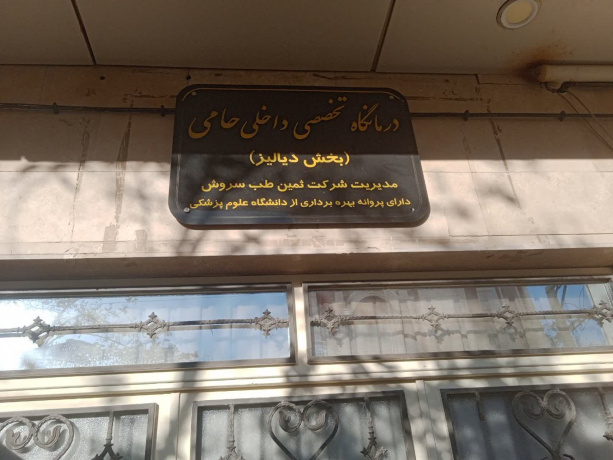 درمانگاه تخصصی داخلی حامی
(بخش دیالیز)
مدیریت شرکت ثمین طب سروش
دارای پروانه بهره برداری از دانشگاه علوم پزشکی